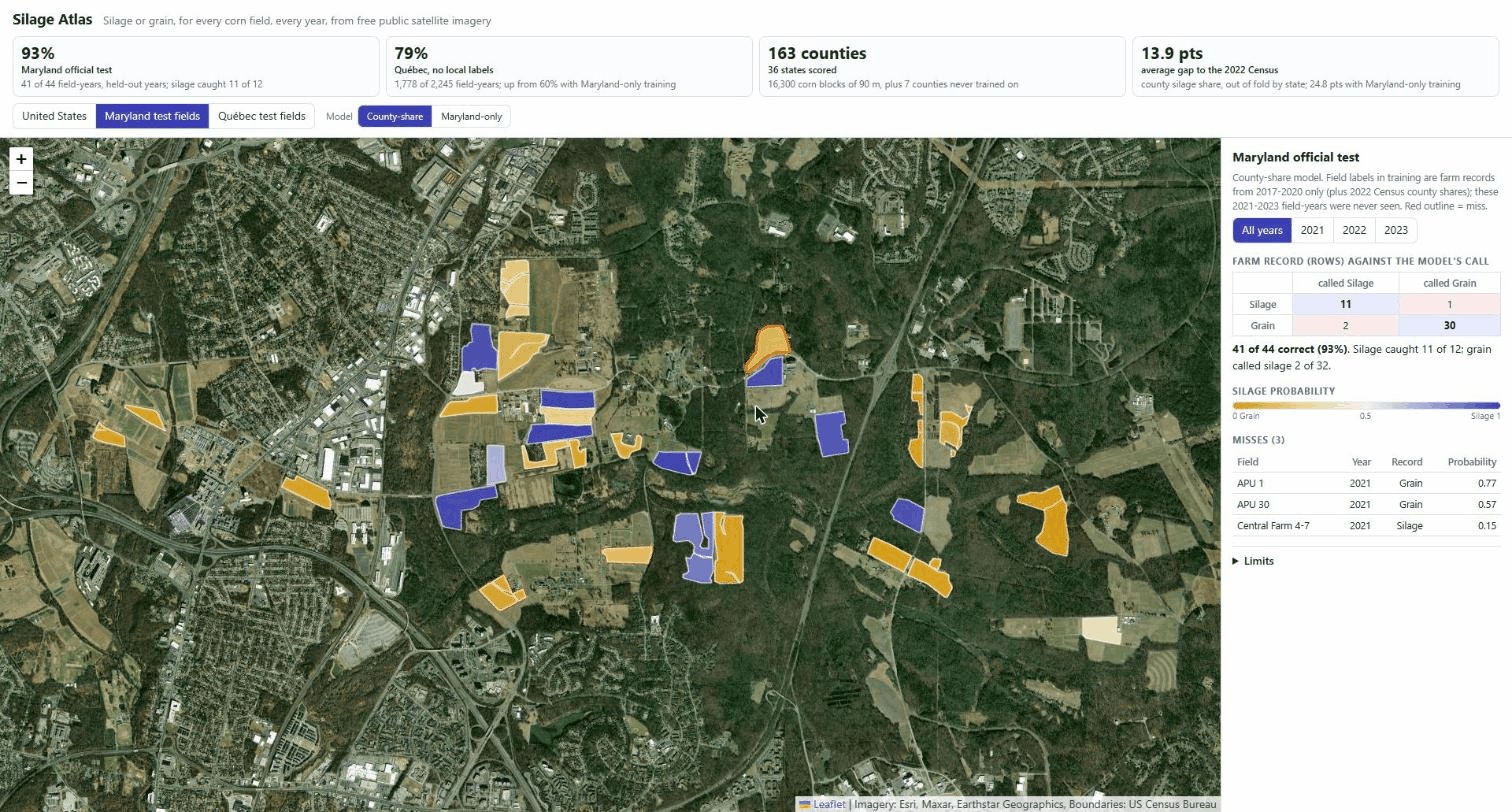 Silage Atlas Silage or grain, for every corn field, every year, from free public satellite imagery
93%
Maryland official test
41 of 44 field-years, held-out years; silage caught 11 of 12
79%
Québec, no local labels
1,778 of 2,245 field-years; up from 60% with Maryland-only training
163 counties
36 states scored
16,300 corn blocks of 90 m, plus 7 counties never trained on
13.9 pts
average gap to the 2022 Census
county silage share, out of fold by state; 24.8 pts with Maryland-only training
United States Maryland test fields Québec test fields Model County-share Maryland-only
+
−
Maryland official test
County-share model. Field labels in training are farm records
from 2017-2020 only (plus 2022 Census county shares); these
2021-2023 field-years were never seen. Red outline = miss.
All years 2021 2022 2023
FARM RECORD (ROWS) AGAINST THE MODEL'S CALL
called Silage called Grain
Silage 11 1
Grain 2 30
41 of 44 correct (93%). Silage caught 11 of 12; grain
called silage 2 of 32.
SILAGE PROBABILITY
0 Grain 0.5 Silage 1
MISSES (3)
Field Year Record Probability
APU 1 2021 Grain 0.77
APU 30 2021 Grain 0.57
Central Farm 4-7 2021 Silage 0.15
▶ Limits
Leaflet | Imagery: Esri, Maxar, Earthstar Geographics, Boundaries: US Census Bureau